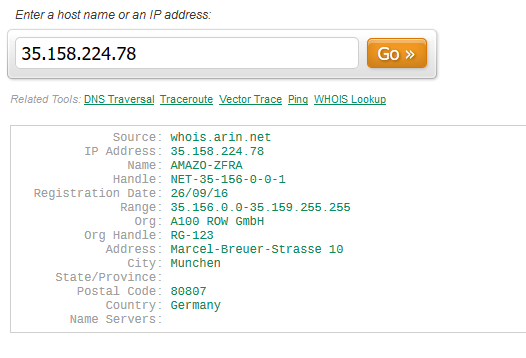 Enter a host name or an IP address:
35.158.224.78 Go »
Related Tools: DNS Traversal Traceroute Vector Trace Ping WHOIS Lookup
Source: whois.arin.net
IP Address: 35.158.224.78
Name: AMAZO-ZFRA
Handle: NET-35-156-0-0-1
Registration Date: 26/09/16
Range: 35.156.0.0-35.159.255.255
Org: A100 ROW GmbH
Org Handle: RG-123
Address: Marcel-Breuer-Strasse 10
City: Munchen
State/Province:
Postal Code: 80807
Country: Germany
Name Servers: